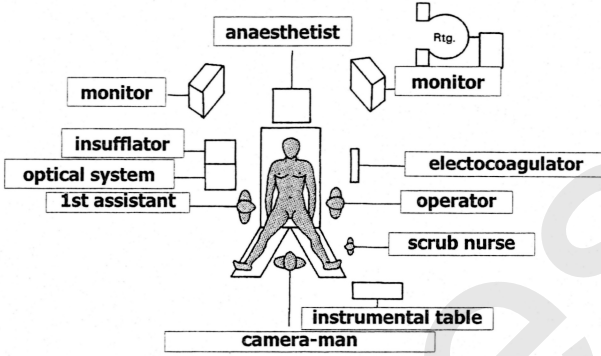 anaesthetist
Rtg.
monitor
monitor
insufflator
optical system
electocoagulator
1st assistant
operator
scrub nurse
instrumental table
camera-man